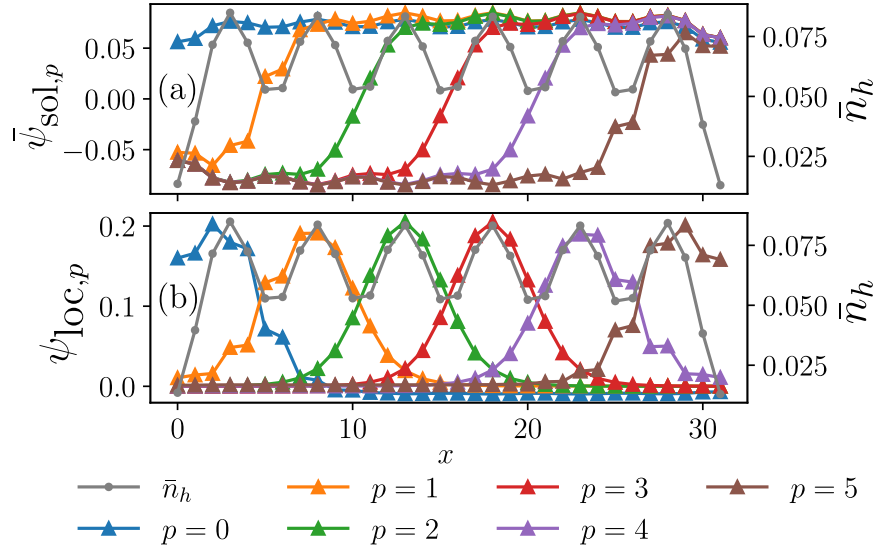 0.05
0.00
−0.05
ψ̄sol,p
(a)
0.075
0.050
0.025
n̄h
0.2
0.1
0.0
ψloc,p
(b)
0.075
0.050
0.025
n̄h
0 10 20 30
x
n̄h p = 1 p = 3 p = 5
p = 0 p = 2 p = 4